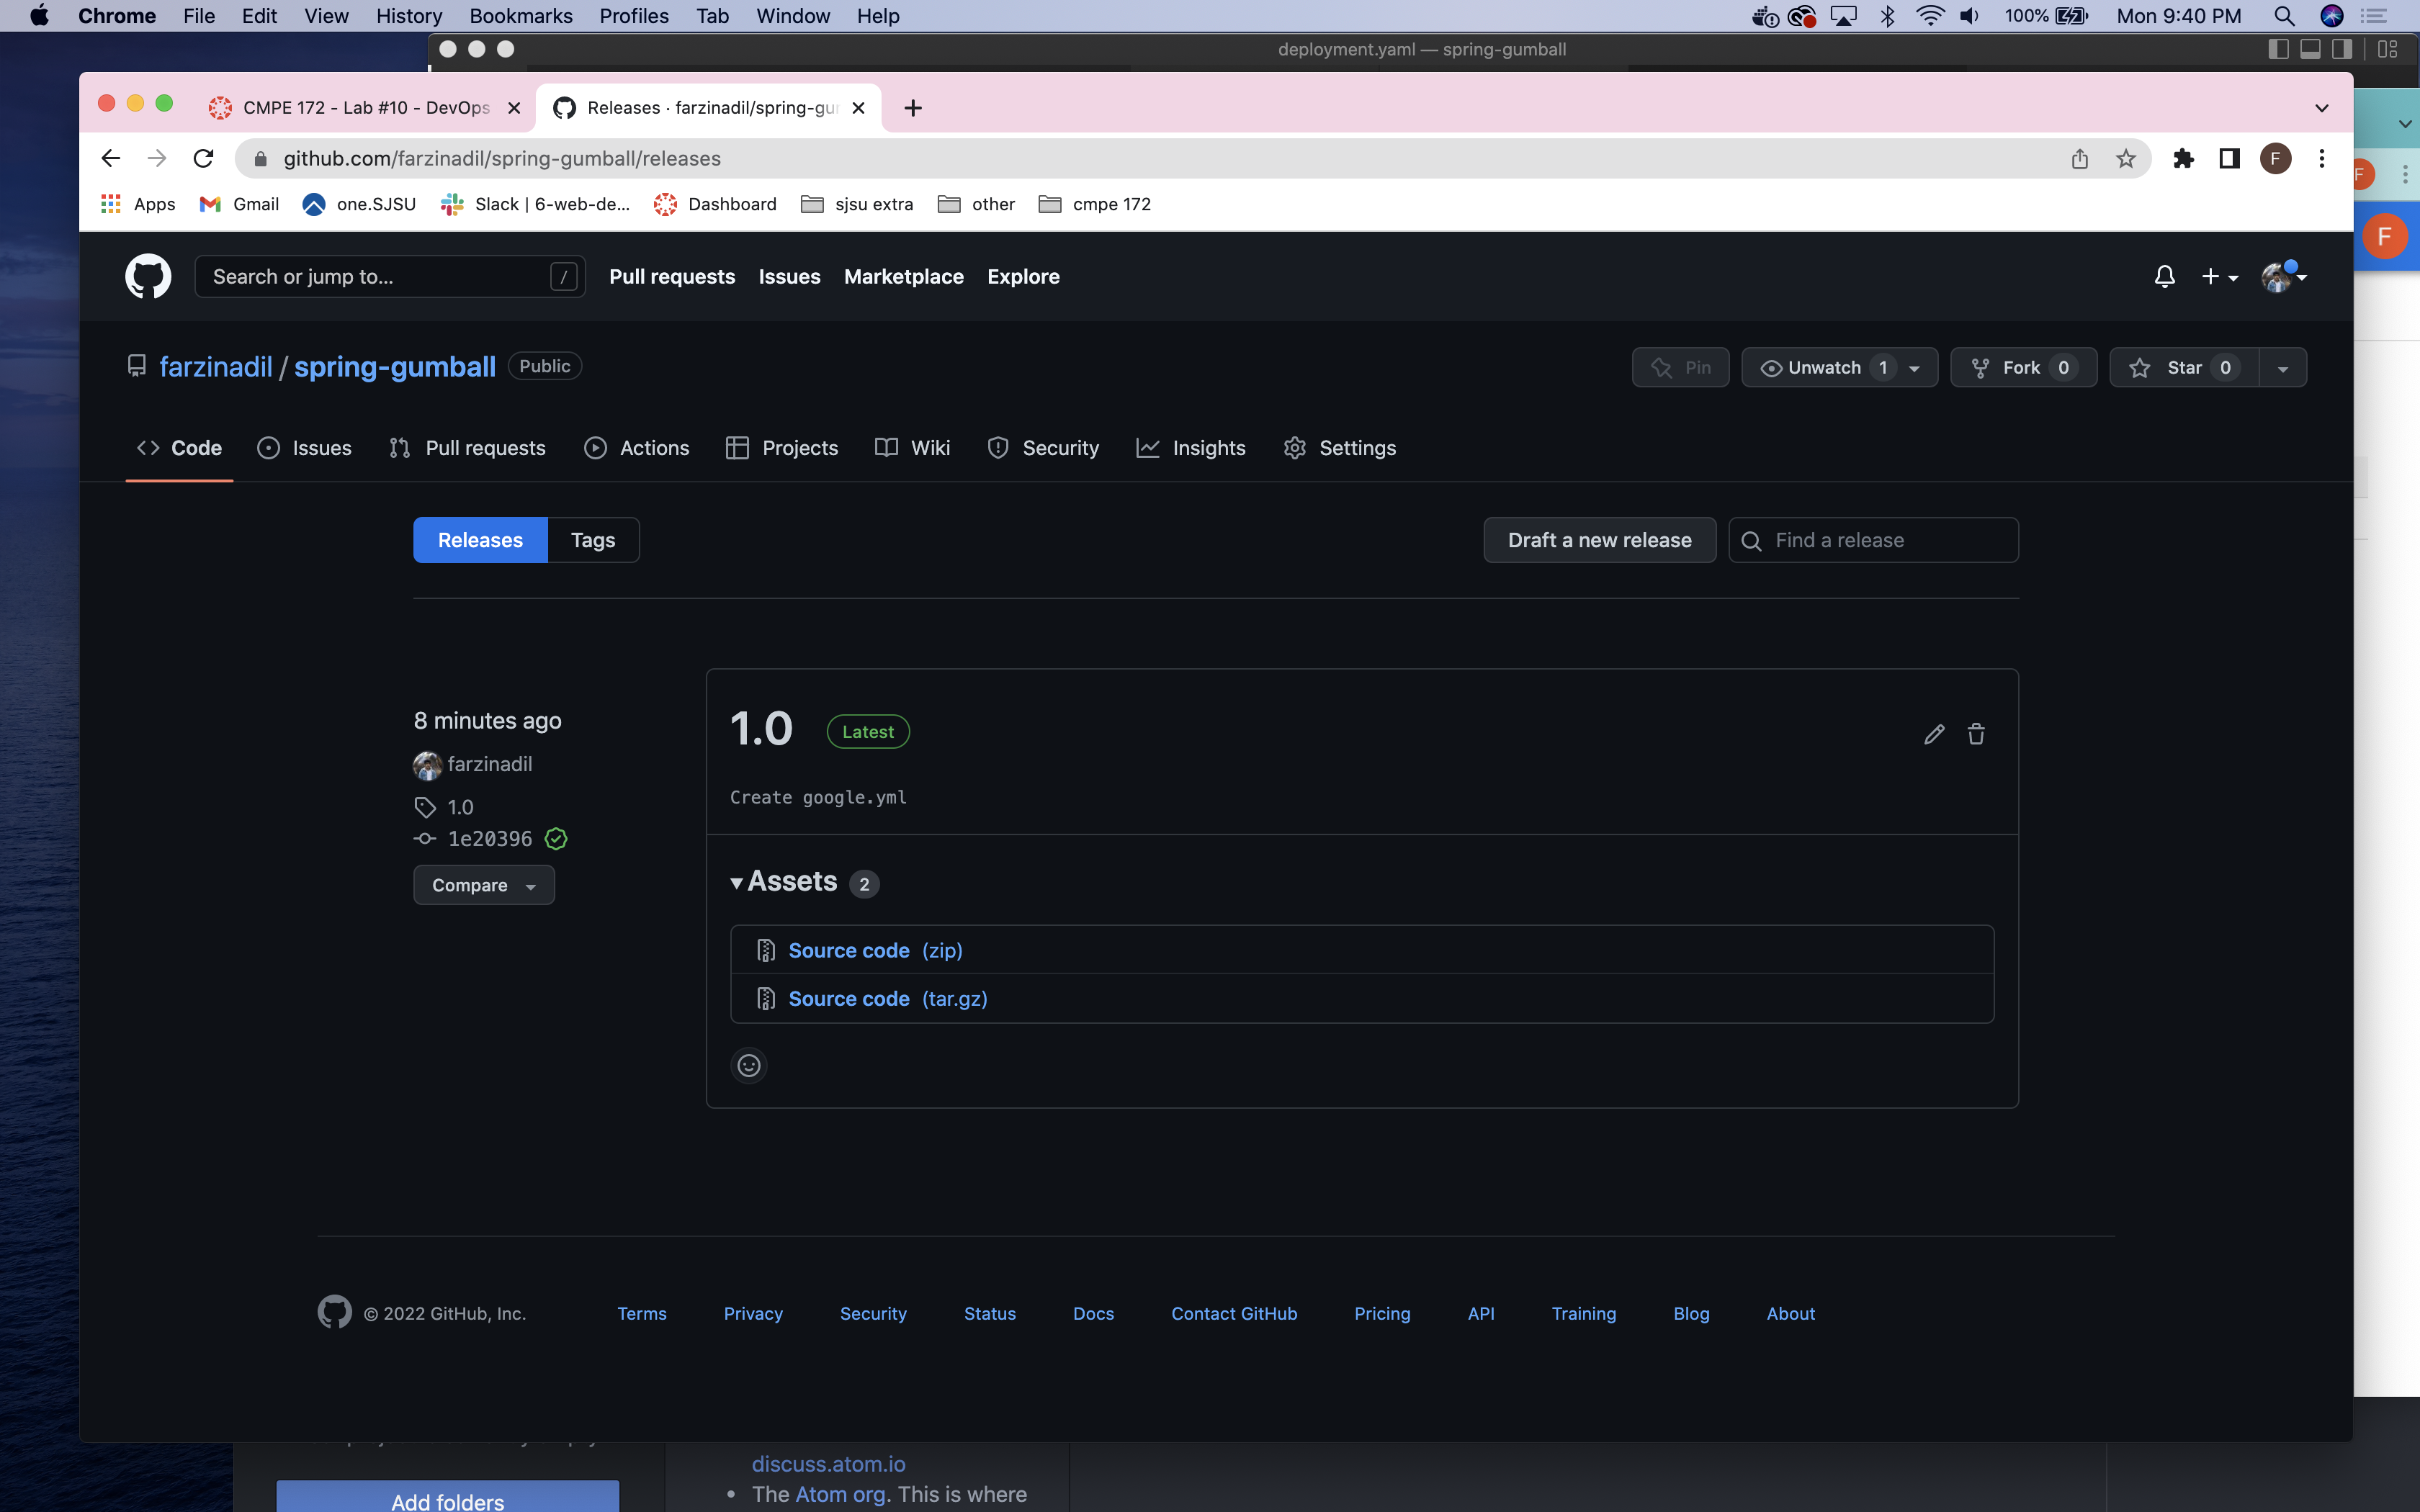 Chrome File Edit View History Bookmarks Profiles Tab Window Help 100% Mon 9:40 PM
deployment.yaml — spring-gumball
CMPE 172 - Lab #10 - DevOps
Releases · farzinadil/spring-gu
github.com/farzinadil/spring-gumball/releases F
F
Apps Gmail one.SJSU Slack | 6-web-de... Dashboard sjsu extra other cmpe 172
F
Search or jump to... / Pull requests Issues Marketplace Explore
farzinadil / spring-gumball Public Pin Unwatch 1 Fork 0 Star 0
Code Issues Pull requests Actions Projects Wiki Security Insights Settings
Releases Tags Draft a new release Find a release
8 minutes ago
farzinadil
1.0
1e20396
Compare
1.0 Latest
Create google.yml
Assets 2
Source code (zip)
Source code (tar.gz)
© 2022 GitHub, Inc. Terms Privacy Security Status Docs Contact GitHub Pricing API Training Blog About
discuss.atom.io
• The Atom org. This is where
Add folders